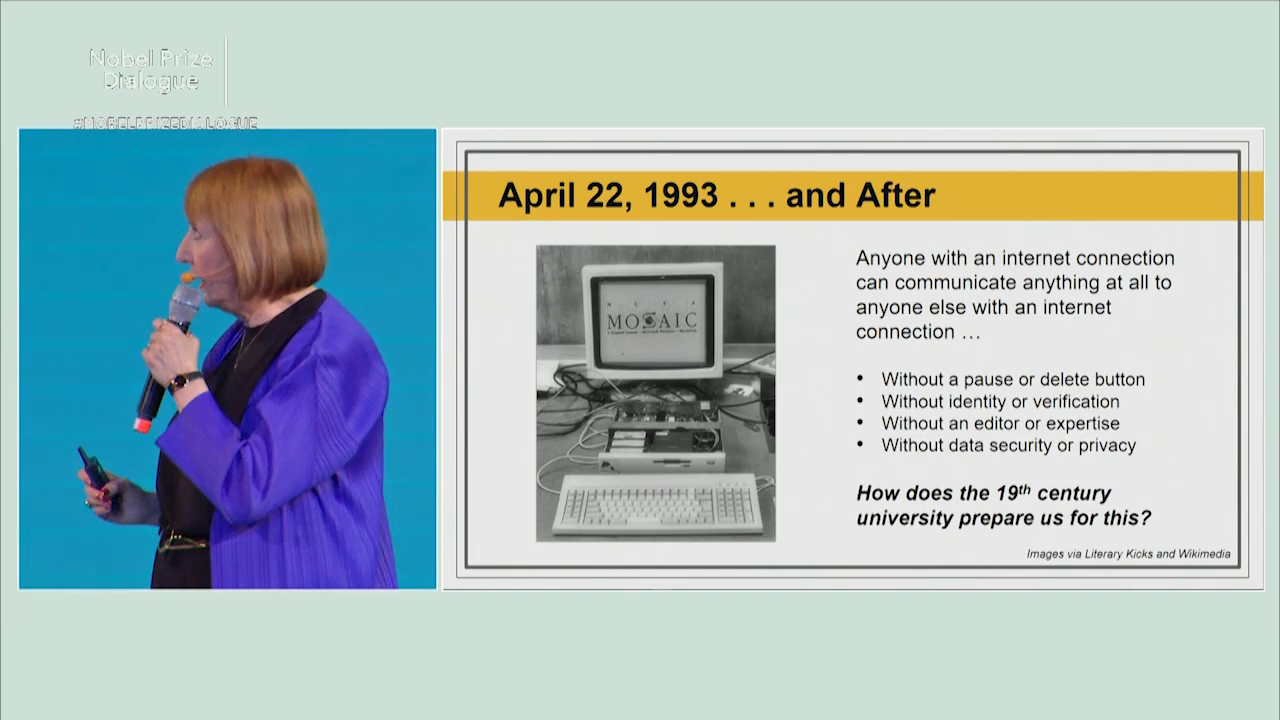 Nobel Prize
Dialogue
#NOBELPRIZEDIALOGUE
April 22, 1993 . . . and After
N C S A
MOSAIC
Anyone with an internet connection
can communicate anything at all to
anyone else with an internet
connection …
• Without a pause or delete button
• Without identity or verification
• Without an editor or expertise
• Without data security or privacy
How does the 19th century
university prepare us for this?
Images via Literary Kicks and Wikimedia